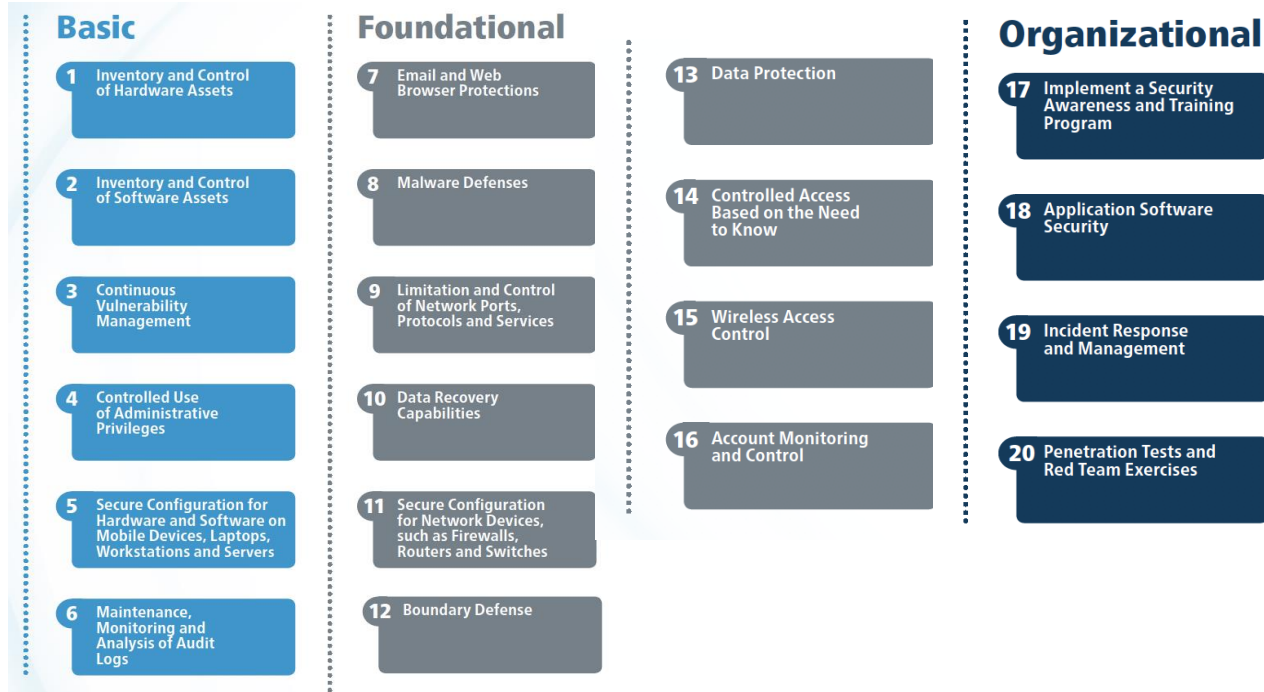 Basic
1 Inventory and Control
of Hardware Assets
2 Inventory and Control
of Software Assets
3 Continuous
Vulnerability
Management
4 Controlled Use
of Administrative
Privileges
5 Secure Configuration for
Hardware and Software on
Mobile Devices, Laptops,
Workstations and Servers
6 Maintenance,
Monitoring and
Analysis of Audit
Logs
Foundational
7 Email and Web
Browser Protections
8 Malware Defenses
9 Limitation and Control
of Network Ports,
Protocols and Services
10 Data Recovery
Capabilities
11 Secure Configuration
for Network Devices,
such as Firewalls,
Routers and Switches
12 Boundary Defense
13 Data Protection
14 Controlled Access
Based on the Need
to Know
15 Wireless Access
Control
16 Account Monitoring
and Control
Organizational
17 Implement a Security
Awareness and Training
Program
18 Application Software
Security
19 Incident Response
and Management
20 Penetration Tests and
Red Team Exercises